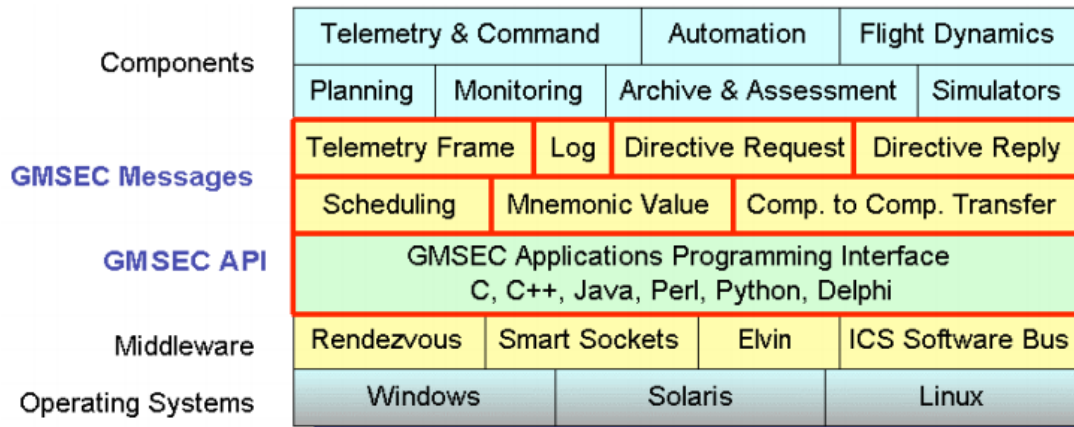 Components
Telemetry & Command Automation Flight Dynamics
Planning Monitoring Archive & Assessment Simulators
GMSEC Messages
Telemetry Frame Log Directive Request Directive Reply
Scheduling Mnemonic Value Comp. to Comp. Transfer
GMSEC API
GMSEC Applications Programming Interface
C, C++, Java, Perl, Python, Delphi
Middleware
Rendezvous Smart Sockets Elvin ICS Software Bus
Operating Systems
Windows Solaris Linux